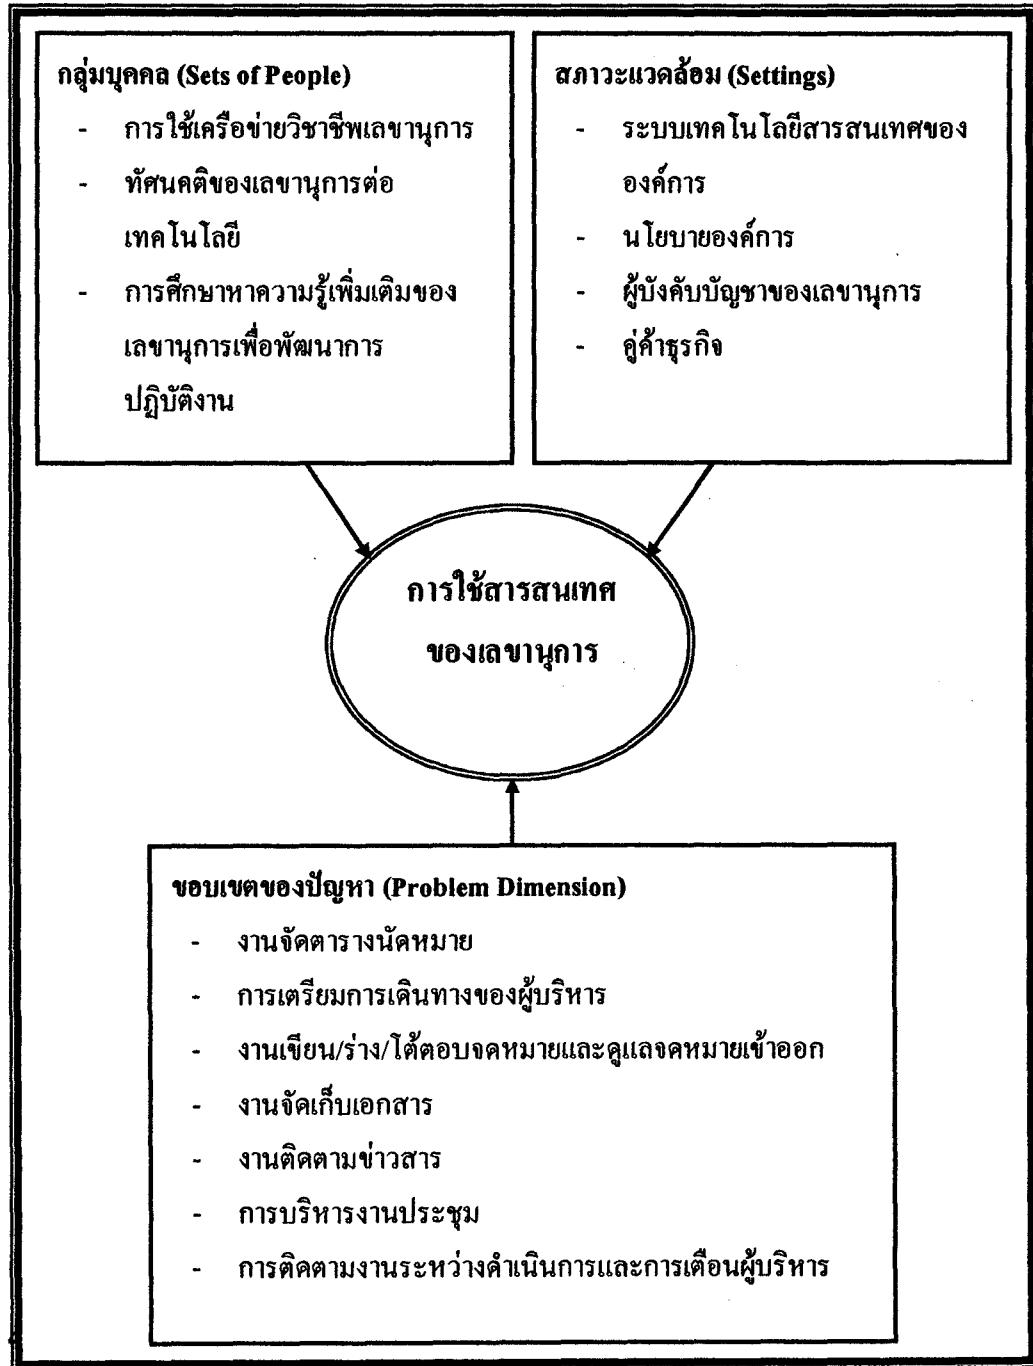 กลุ่มบุคคล (Sets of People)
- การใช้เครือข่ายวิชาชีพเลขานุการ
- ทัศนคติของเลขานุการต่อ
เทคโนโลยี
- การศึกษาหาความรู้เพิ่มเติมของ
เลขานุการเพื่อพัฒนาการ
ปฏิบัติงาน
สภาวะแวดล้อม (Settings)
- ระบบเทคโนโลยีสารสนเทศของ
องค์การ
- นโยบายองค์การ
- ผู้บังคับบัญชาของเลขานุการ
- คู่ค้าธุรกิจ
การใช้สารสนเทศ
ของเลขานุการ
ขอบเขตของปัญหา (Problem Dimension)
- งานจัดตารางนัดหมาย
- การเตรียมการเดินทางของผู้บริหาร
- งานเขียน/ร่าง/โต้ตอบจดหมายและดูแลจดหมายเข้าออก
- งานจัดเก็บเอกสาร
- งานติดตามข่าวสาร
- การบริหารงานประชุม
- การติดตามงานระหว่างดำเนินการและการเตือนผู้บริหาร